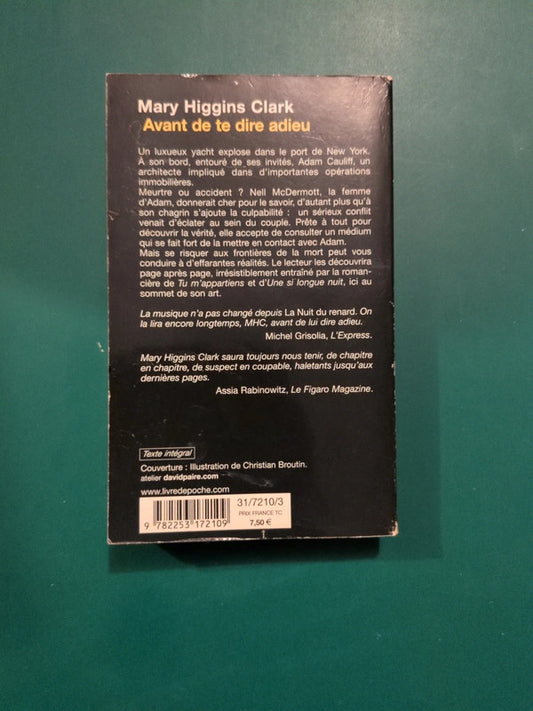 Mary Higgins Clark
Avant de te dire adieu
Un luxueux yacht explose dans le port de New York.
À son bord, entouré de ses invités, Adam Cauliff, un
architecte impliqué dans d'importantes opérations
immobilières.
Meurtre ou accident ? Nell McDermott, la femme
d'Adam, donnerait cher pour le savoir, d'autant plus qu'à
son chagrin s'ajoute la culpabilité : un sérieux conflit
venait d'éclater au sein du couple. Prête à tout pour
découvrir la vérité, elle accepte de consulter un médium
qui se fait fort de la mettre en contact avec Adam.
Mais se risquer aux frontières de la mort peut vous
conduire à d'effarantes réalités. Le lecteur les découvrira
page après page, irrésistiblement entraîné par la roman-
cière de Tu m'appartiens et d'Une si longue nuit, ici au
sommet de son art.
La musique n'a pas changé depuis La Nuit du renard. On
la lira encore longtemps, MHC, avant de lui dire adieu.
Michel Grisolia, L'Express.
Mary Higgins Clark saura toujours nous tenir, de chapitre
en chapitre, de suspect en coupable, haletants jusqu'aux
dernières pages.
Assia Rabinowitz, Le Figaro Magazine.
Texte intégral
Couverture : Illustration de Christian Broutin.
atelier davidpaire.com
www.livredepoche.com
31/7210/3
PRIX FRANCE TC
7,50 €
9 782253 172109